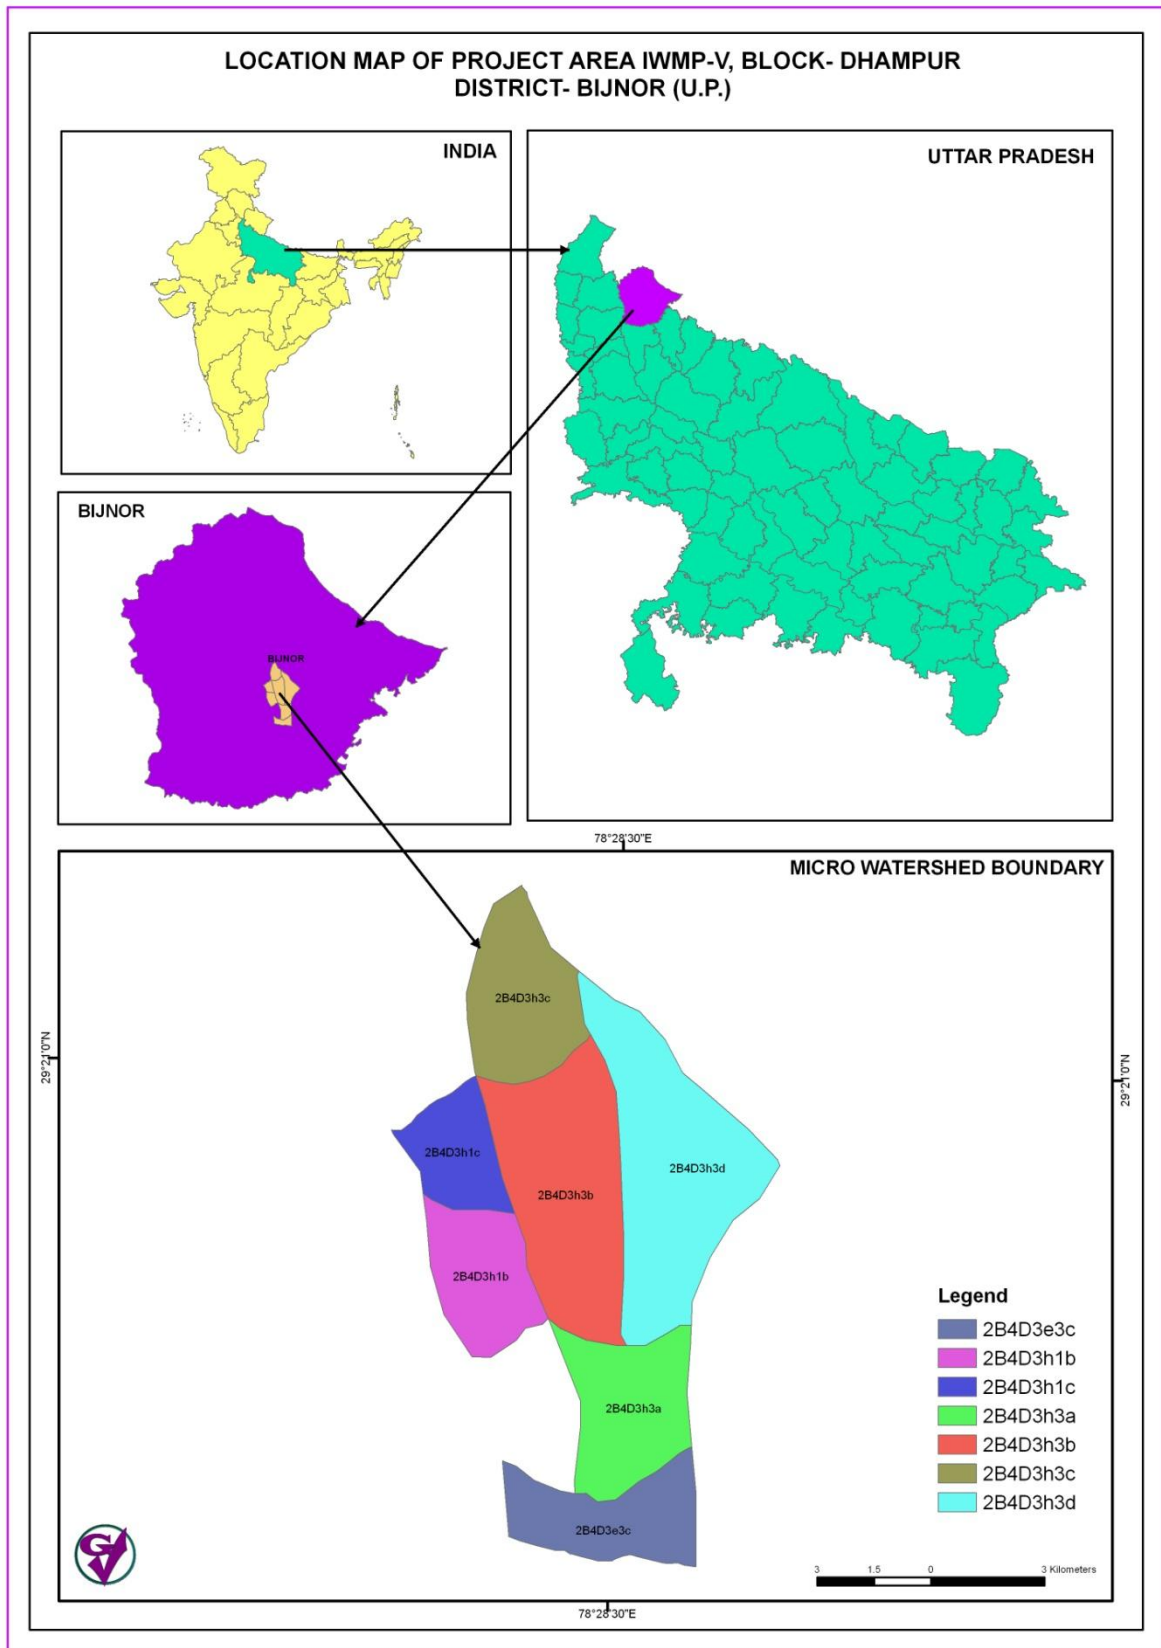 LOCATION MAP OF PROJECT AREA IWMP-V, BLOCK- DHAMPUR
DISTRICT- BIJNOR (U.P.)
INDIA
UTTAR PRADESH
BIJNOR
BIJNOR
78°28'30"E
MICRO WATERSHED BOUNDARY
2B4D3h3c
29°21'0"N
29°21'0"N
2B4D3h1c
2B4D3h3d
2B4D3h3b
2B4D3h1b
2B4D3h3a
2B4D3e3c
Legend
2B4D3e3c
2B4D3h1b
2B4D3h1c
2B4D3h3a
2B4D3h3b
2B4D3h3c
2B4D3h3d
GV
3 1.5 0 3 Kilometers
78°28'30"E